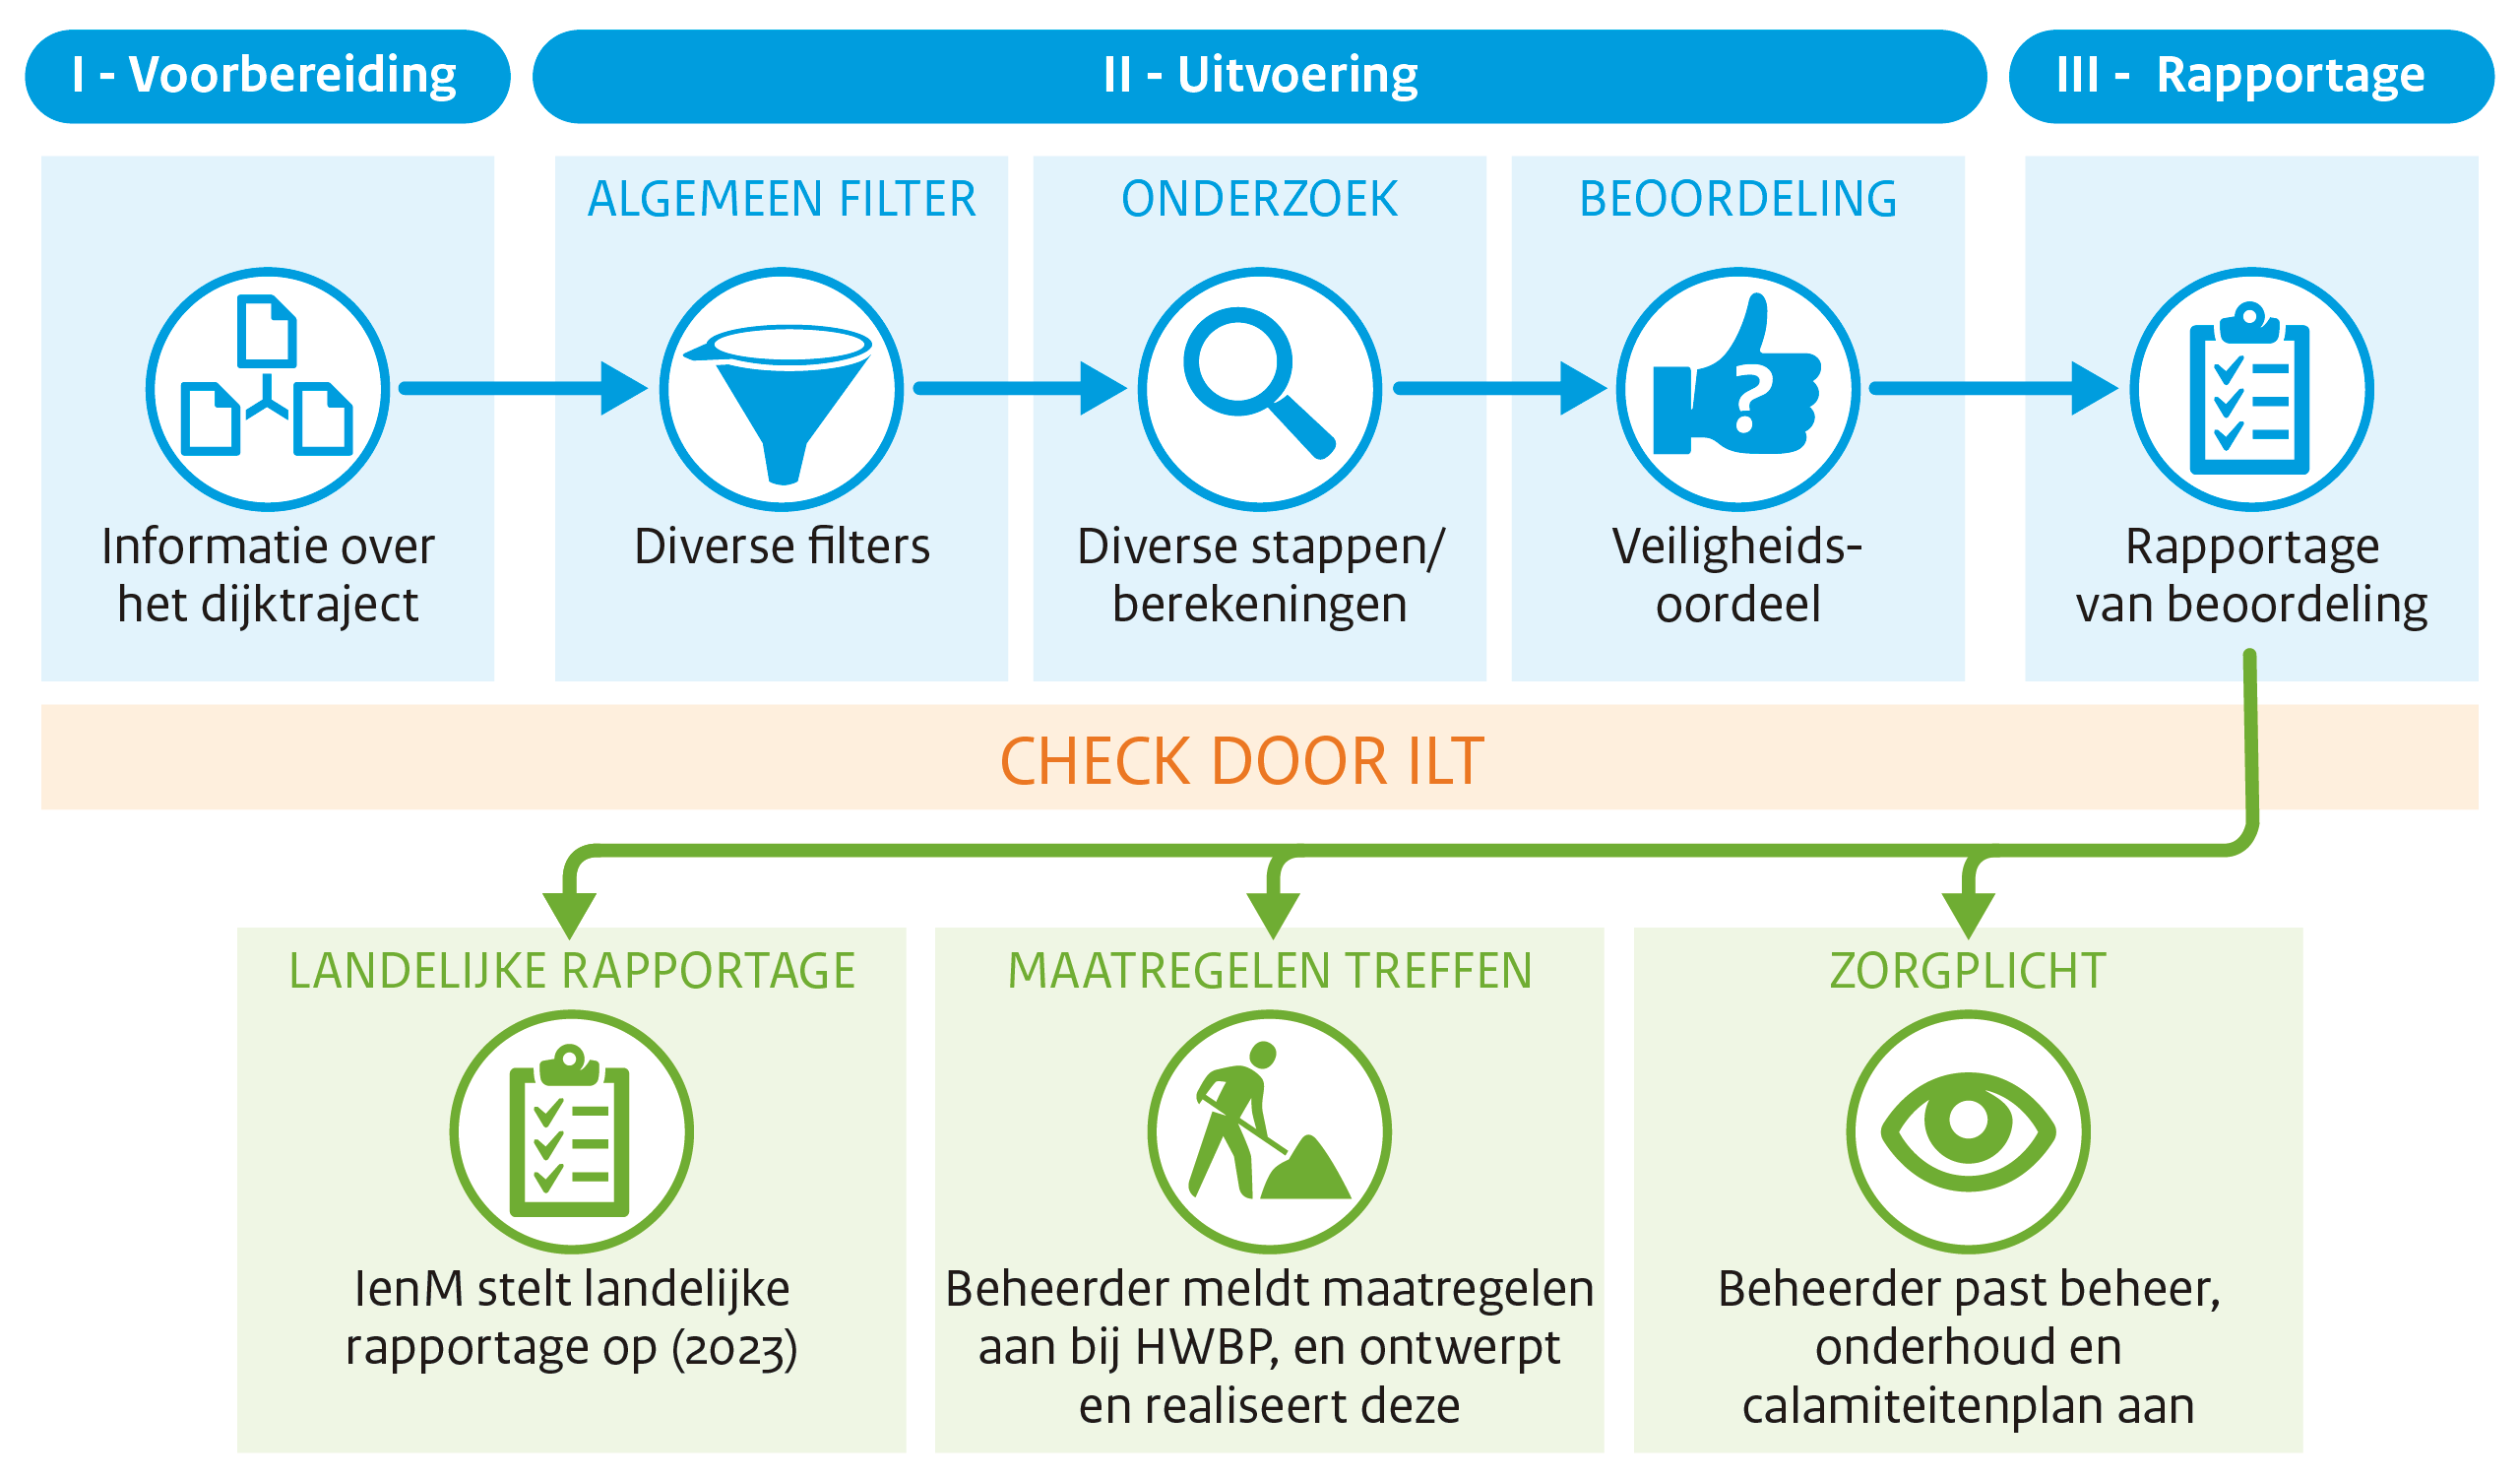 I - Voorbereiding
II - Uitvoering
III - Rapportage
ALGEMEEN FILTER
ONDERZOEK
BEOORDELING
?
Informatie over
het dijktraject
Diverse filters
Diverse stappen/
berekeningen
Veiligheids-
oordeel
Rapportage
van beoordeling
CHECK DOOR ILT
LANDELIJKE RAPPORTAGE
MAATREGELEN TREFFEN
ZORGPLICHT
IenM stelt landelijke
rapportage op (2023)
Beheerder meldt maatregelen
aan bij HWBP, en ontwerpt
en realiseert deze
Beheerder past beheer,
onderhoud en
calamiteitenplan aan